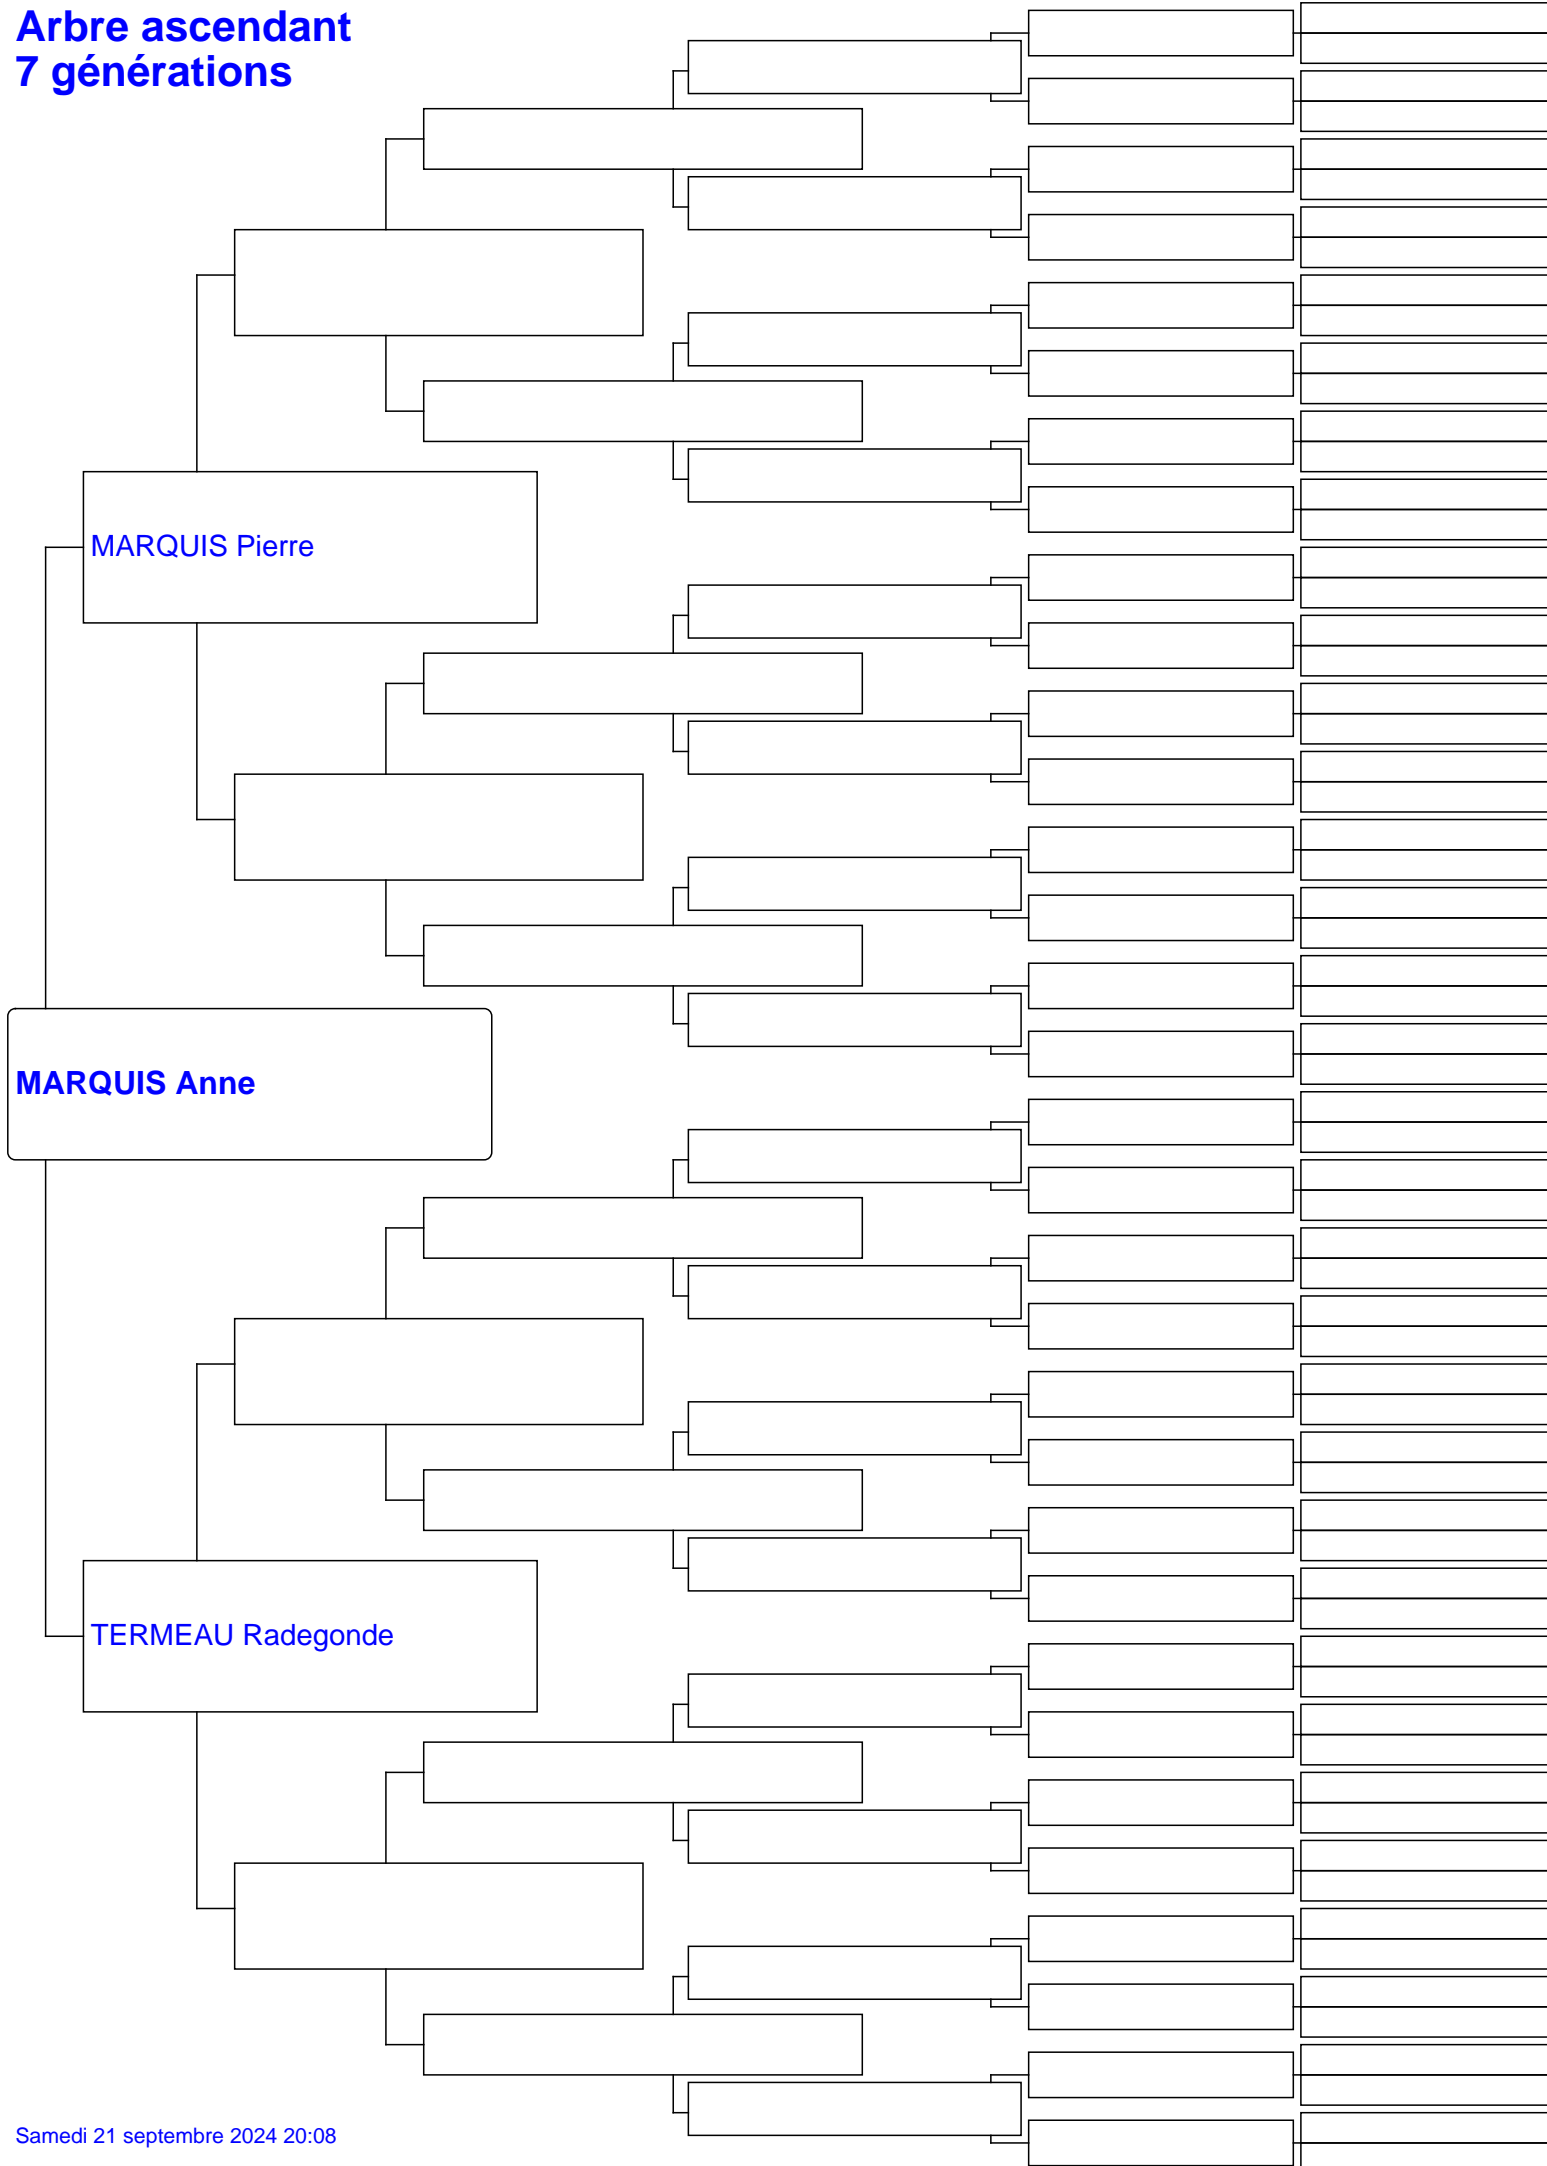 Arbre ascendant
7 générations
MARQUIS Pierre
MARQUIS Anne
TERMEAU Radegonde
Samedi 21 septembre 2024 20:08